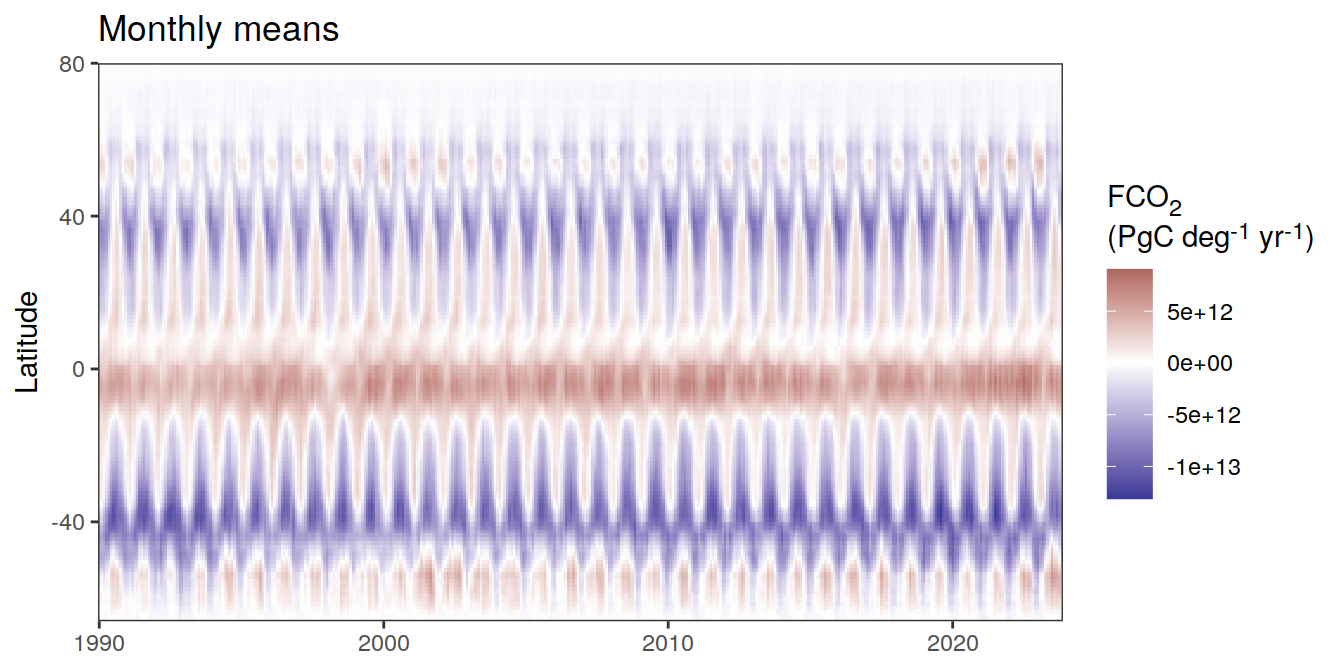 Monthly means
80
40
0
-40
Latitude
1990
2000
2010
2020
FCO₂
(PgC deg⁻¹ yr⁻¹)
5e+12
0e+00
-5e+12
-1e+13